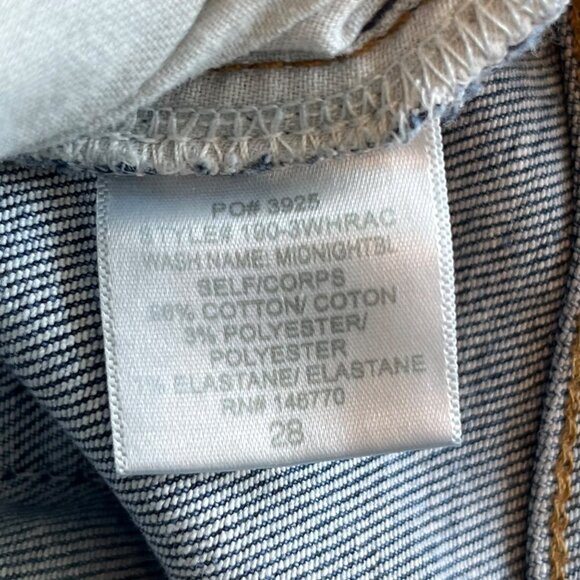 PO# 3925
STYLE# 190-3WHRAC
WASH NAME: MIDNIGHTBL
SELF/CORPS
96% COTTON/ COTON
3% POLYESTER/
POLYESTER
1% ELASTANE/ ELASTANE
RN# 146770
28